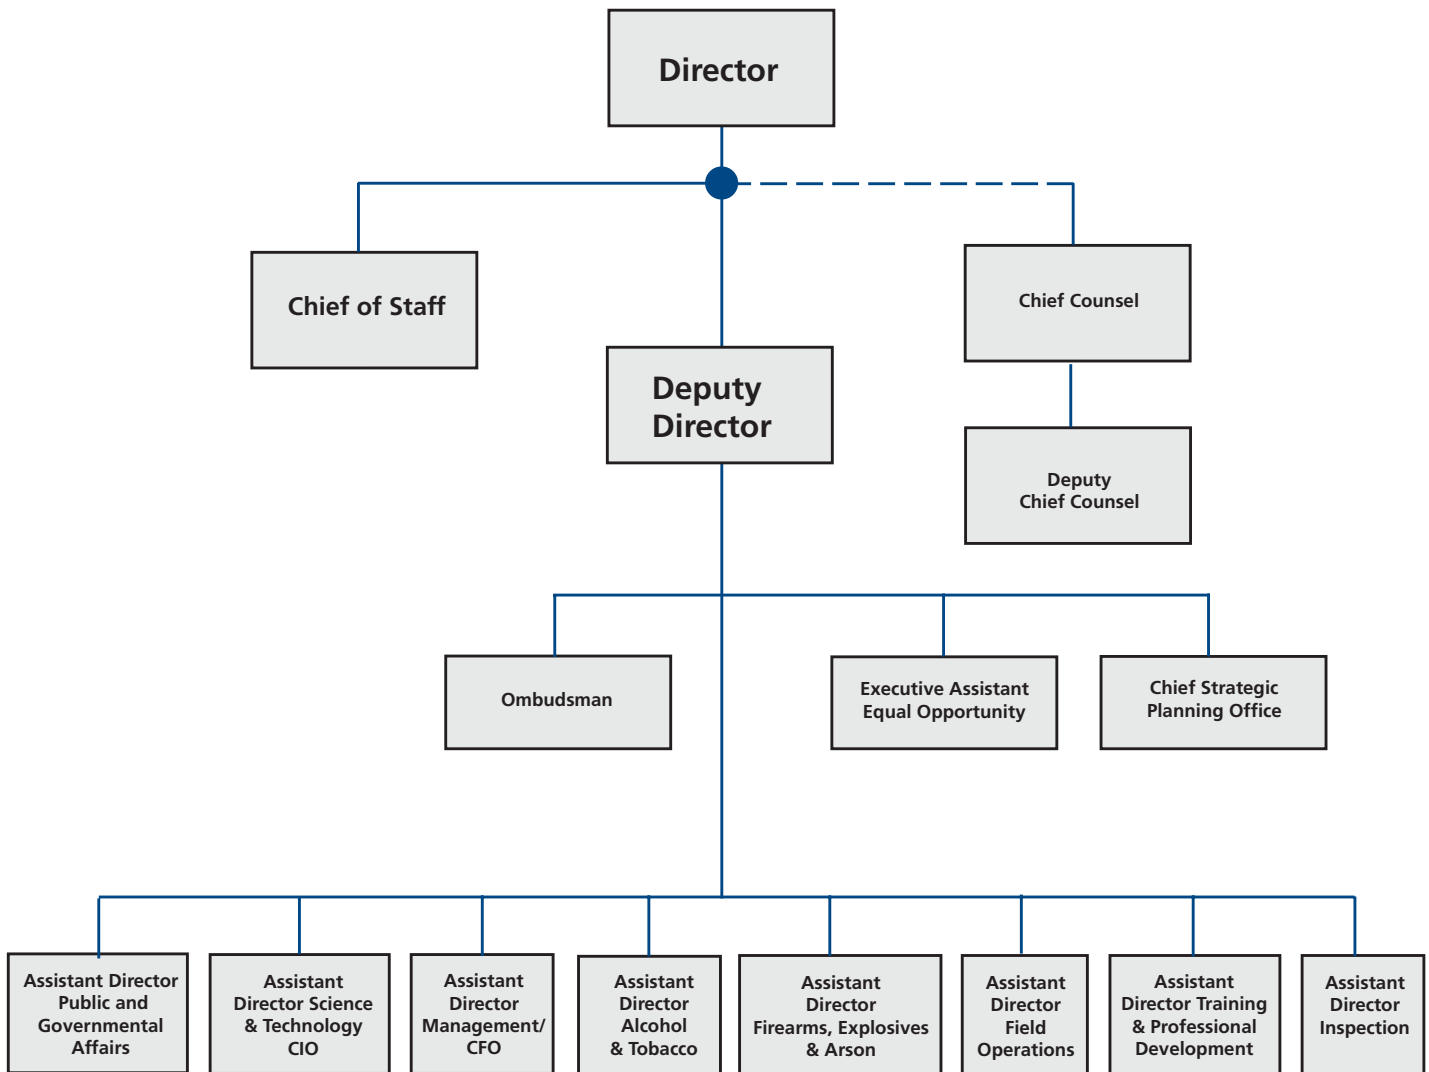 Director
Chief of Staff
Chief Counsel
Deputy
Director
Deputy
Chief Counsel
Ombudsman
Executive Assistant
Equal Opportunity
Chief Strategic
Planning Office
Assistant Director
Public and
Governmental
Affairs
Assistant
Director Science
& Technology
CIO
Assistant
Director
Management/
CFO
Assistant
Director
Alcohol
& Tobacco
Assistant
Director
Firearms, Explosives
& Arson
Assistant
Director
Field
Operations
Assistant
Director Training
& Professional
Development
Assistant
Director
Inspection